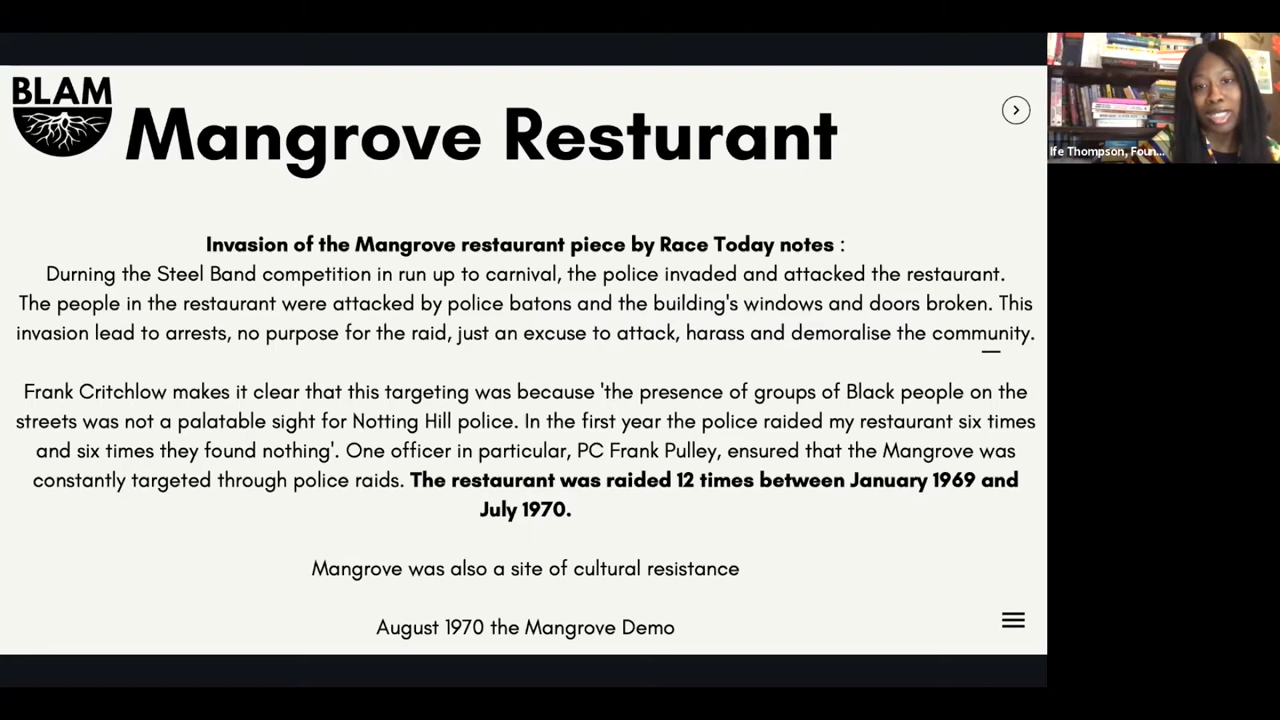 BLAM
Mangrove Resturant
Invasion of the Mangrove restaurant piece by Race Today notes :
Durning the Steel Band competition in run up to carnival, the police invaded and attacked the restaurant.
The people in the restaurant were attacked by police batons and the building's windows and doors broken. This
invasion lead to arrests, no purpose for the raid, just an excuse to attack, harass and demoralise the community.
Frank Critchlow makes it clear that this targeting was because 'the presence of groups of Black people on the
streets was not a palatable sight for Notting Hill police. In the first year the police raided my restaurant six times
and six times they found nothing'. One officer in particular, PC Frank Pulley, ensured that the Mangrove was
constantly targeted through police raids. The restaurant was raided 12 times between January 1969 and
July 1970.
Mangrove was also a site of cultural resistance
August 1970 the Mangrove Demo
Ife Thompson, Foun...